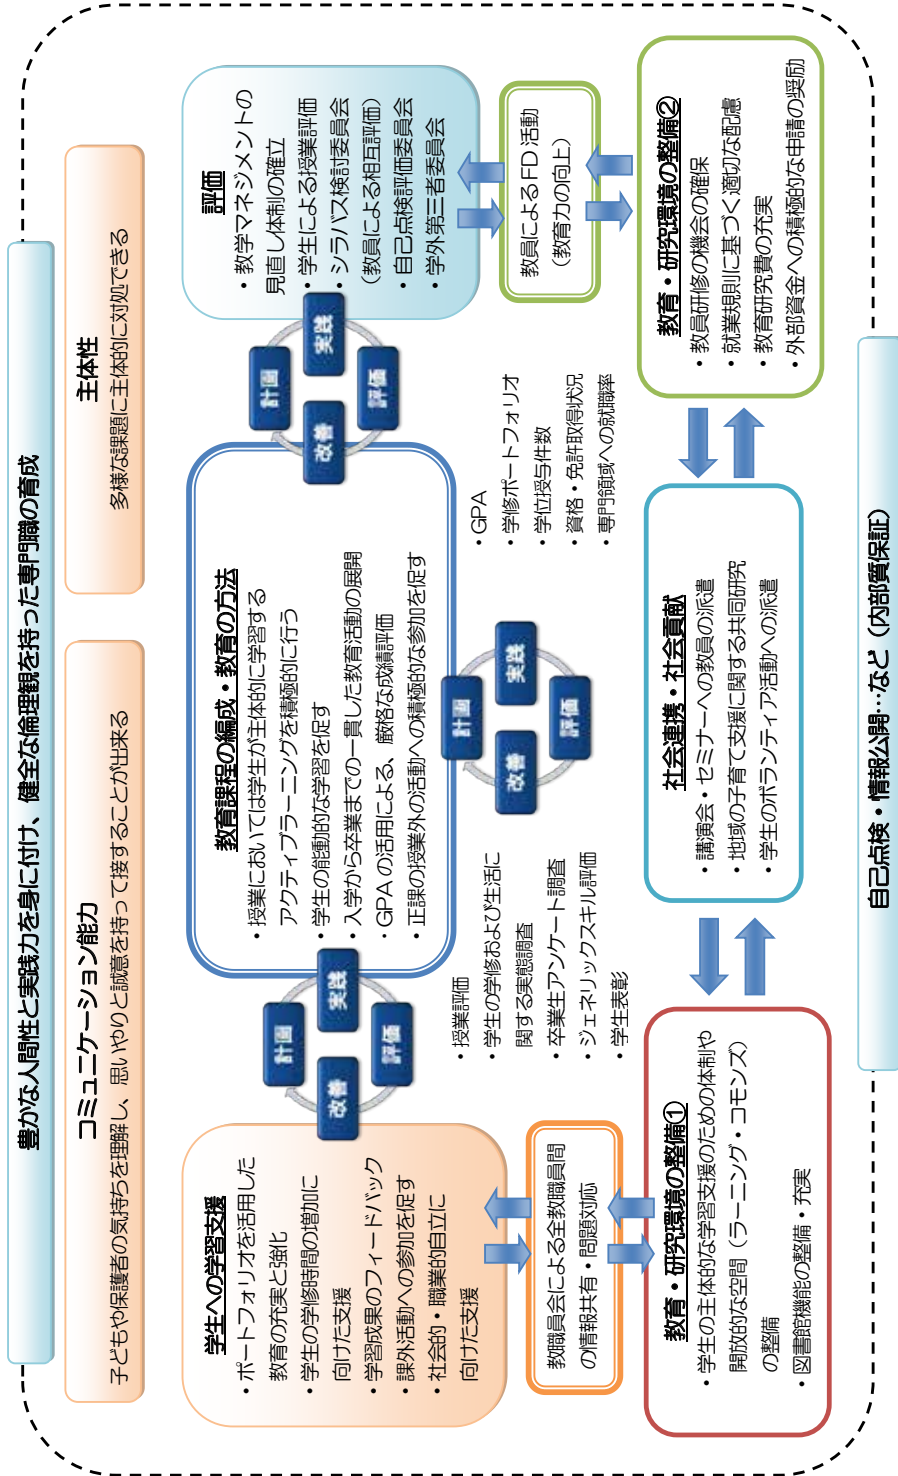 豊かな人間性と実践力を身に付け、健全な倫理観を持った専門職の育成
コミュニケーション能力
子どもや保護者の気持ちを理解し、思いやりと誠意を持って接することが出来る
主体性
多様な課題に主体的に対処できる
学生への学習支援
・ポートフォリオを活用した
教育の充実と強化
・学生の学修時間の増加に
向けた支援
・学習成果のフィードバック
・課外活動への参加を促す
・社会的・職業的自立に
向けた支援
計画
実践
評価
改善
教育課程の編成・教育の方法
・授業においては学生が主体的に学習する
アクティブラーニングを積極的に行う
・学生の能動的な学習を促す
・入学から卒業までの一貫した教育活動の展開
・GPAの活用による、厳格な成績評価
・正課の授業外の活動への積極的な参加を促す
計画
実践
評価
改善
評価
・教学マネジメントの
見直し体制の確立
・学生による授業評価
・シラバス検討委員会
（教員による相互評価）
・自己点検評価委員会
・学外第三者委員会
・授業評価
・学生の学修および生活に
関する実態調査
・卒業生アンケート調査
・ジェネリックスキル評価
・学生表彰
計画
実践
評価
改善
・GPA
・学修ポートフォリオ
・学位授与件数
・資格・免許取得状況
・専門領域への就職率
教職員会による全教職員間
の情報共有・問題対応
教員によるFD活動
（教育力の向上）
教育・研究環境の整備①
・学生の主体的な学習支援のための体制や
開放的な空間（ラーニング・コモンズ）
の整備
・図書館機能の整備・充実
社会連携・社会貢献
・講演会・セミナーへの教員の派遣
・地域の子育て支援に関する共同研究
・学生のボランティア活動への派遣
教育・研究環境の整備②
・教員研修の機会の確保
・就業規則に基づく適切な配慮
・教育研究費の充実
・外部資金への積極的な申請の奨励
自己点検・情報公開…など（内部質保証）